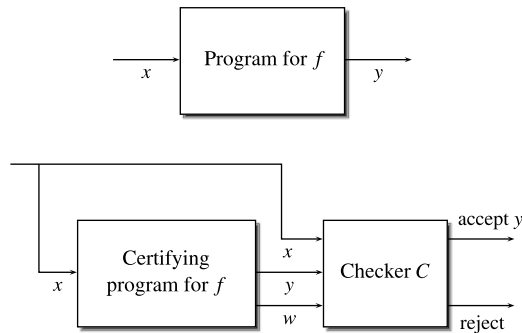 Program for f
x
y
accept y
Certifying
program for f
x
x
y
w
Checker C
reject